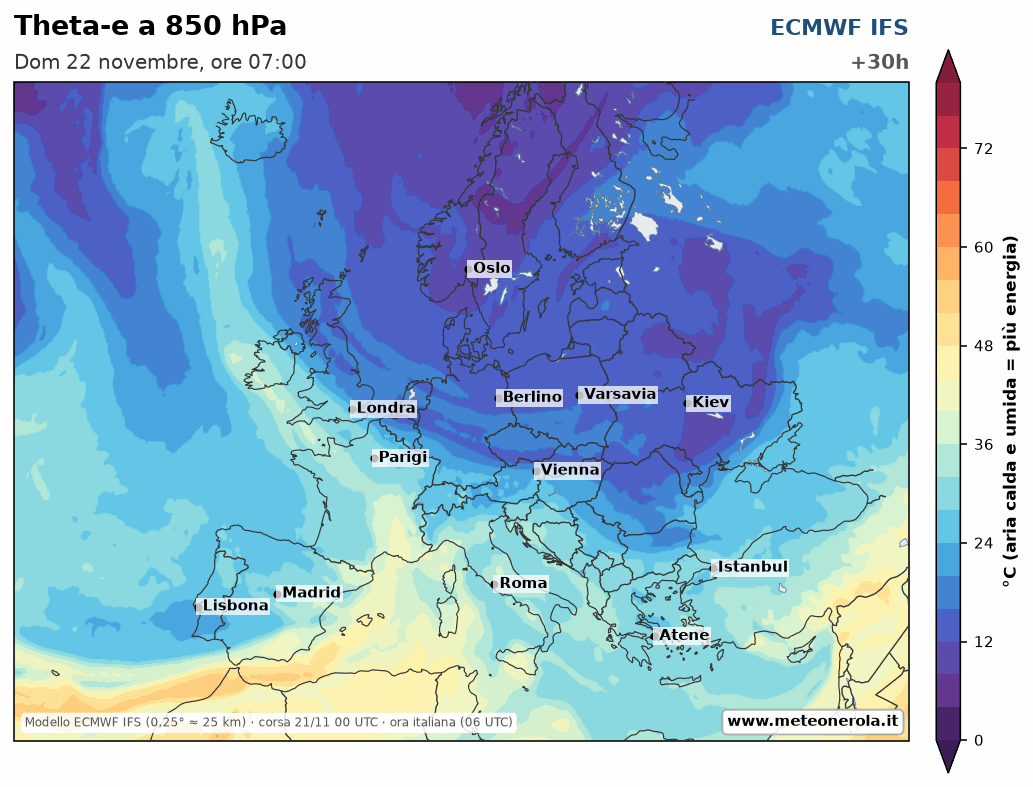 Theta-e a 850 hPa
ECMWF IFS
Dom 22 novembre, ore 07:00
+30h
72
60
48
36
24
12
0
°C (aria calda e umida = più energia)
Oslo
Berlino
Varsavia
Kiev
Londra
Parigi
Vienna
Istanbul
Roma
Madrid
Lisbona
Atene
Modello ECMWF IFS (0,25° ≈ 25 km) · corsa 21/11 00 UTC · ora italiana (06 UTC)
www.meteonerola.it